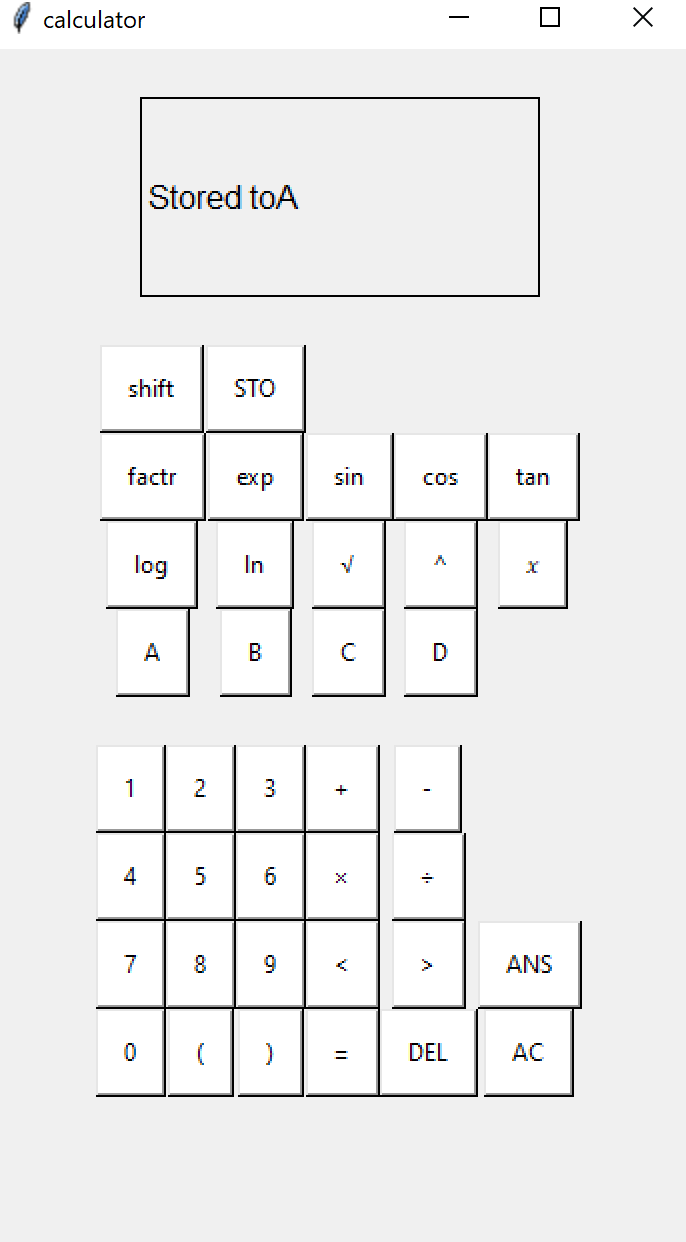 calculator
Stored toA
shift STO
factr exp sin cos tan
log ln √ ^ x
A B C D
1 2 3 + -
4 5 6 × ÷
7 8 9 < > ANS
0 ( ) = DEL AC